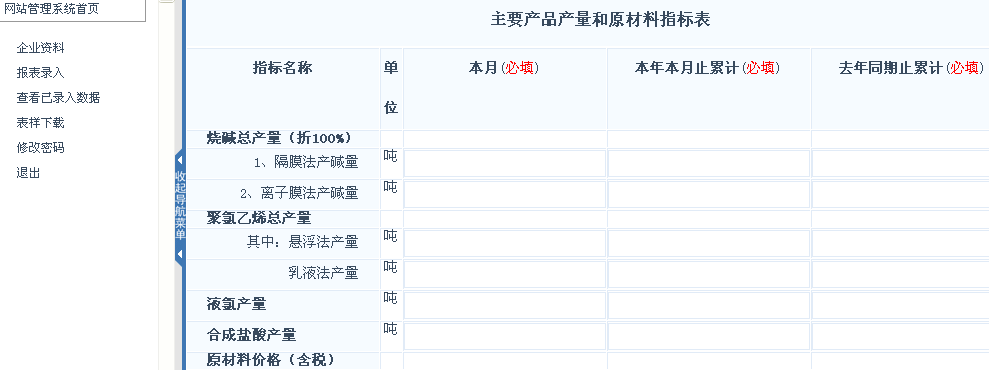 网站管理系统首页
企业资料
报表录入
查看已录入数据
表样下载
修改密码
退出
收起导航菜单
主要产品产量和原材料指标表
指标名称 单位 本月(必填) 本年本月止累计(必填) 去年同期止累计(必填)
烧碱总产量（折100%）
1、隔膜法产碱量 吨
2、离子膜法产碱量 吨
聚氯乙烯总产量
其中：悬浮法产量 吨
乳液法产量 吨
液氯产量 吨
合成盐酸产量 吨
原材料价格（含税）